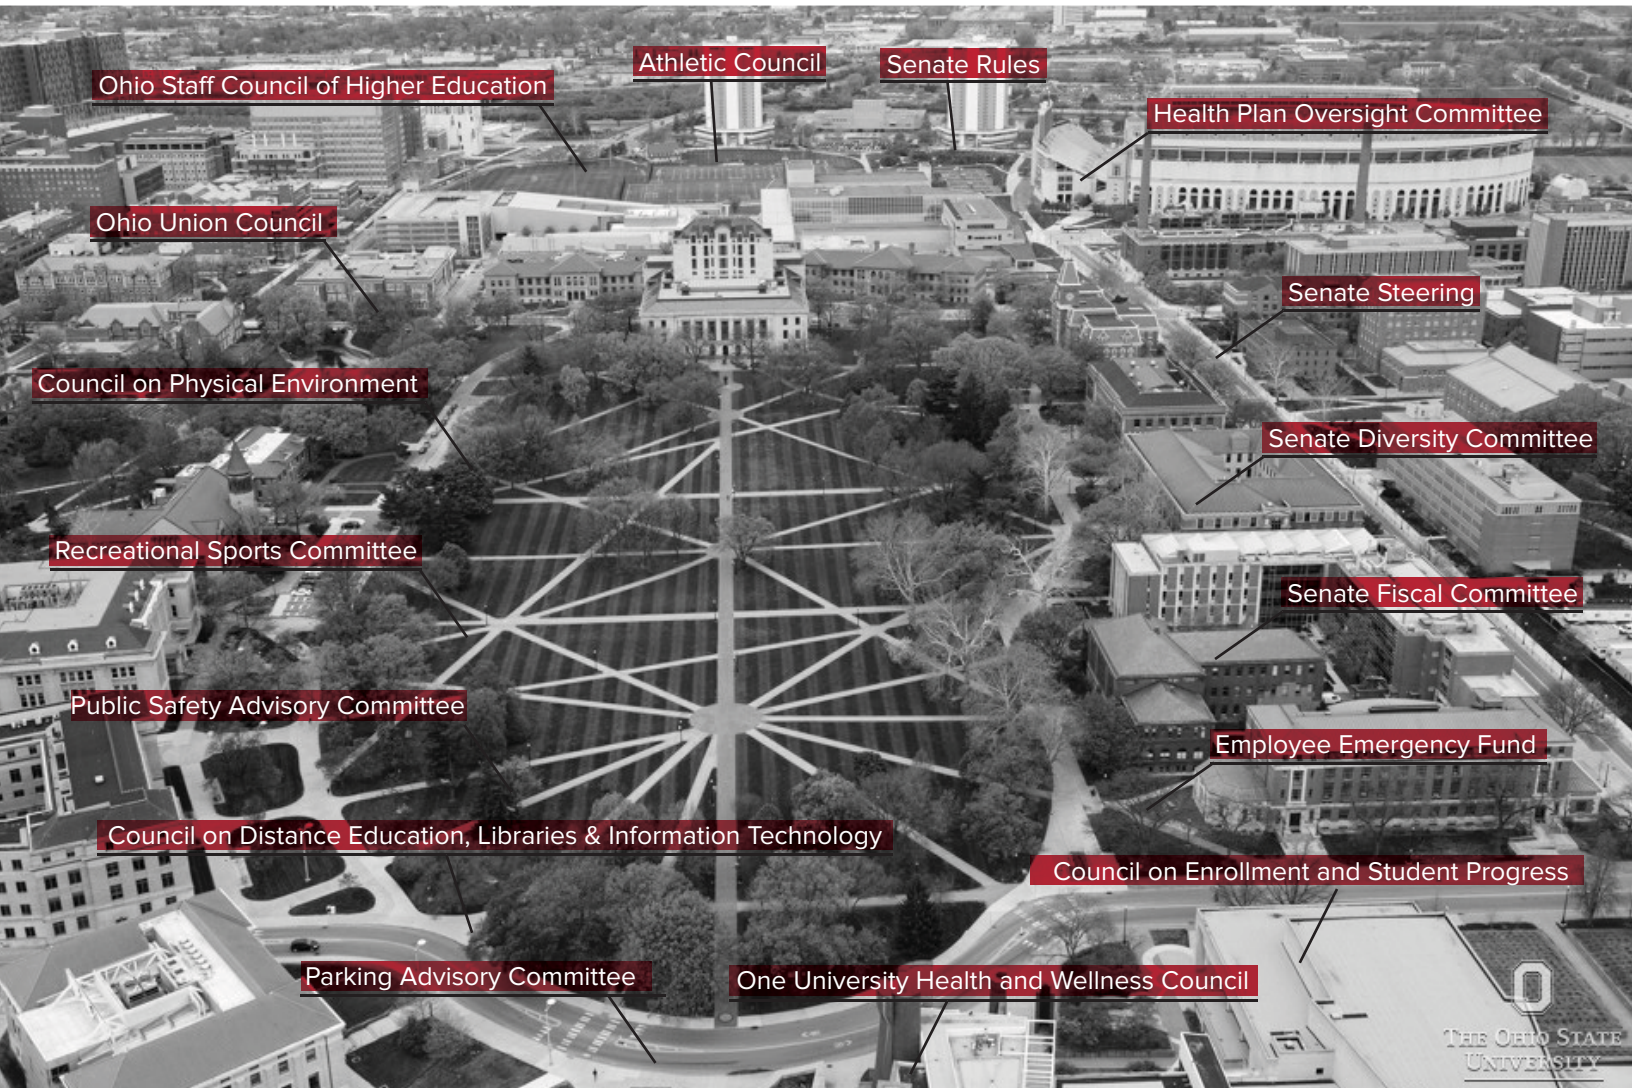 Athletic Council
Senate Rules
Ohio Staff Council of Higher Education
Health Plan Oversight Committee
Ohio Union Council
Senate Steering
Council on Physical Environment
Senate Diversity Committee
Recreational Sports Committee
Senate Fiscal Committee
Public Safety Advisory Committee
Employee Emergency Fund
Council on Distance Education, Libraries & Information Technology
Council on Enrollment and Student Progress
Parking Advisory Committee
One University Health and Wellness Council
The Ohio State
University